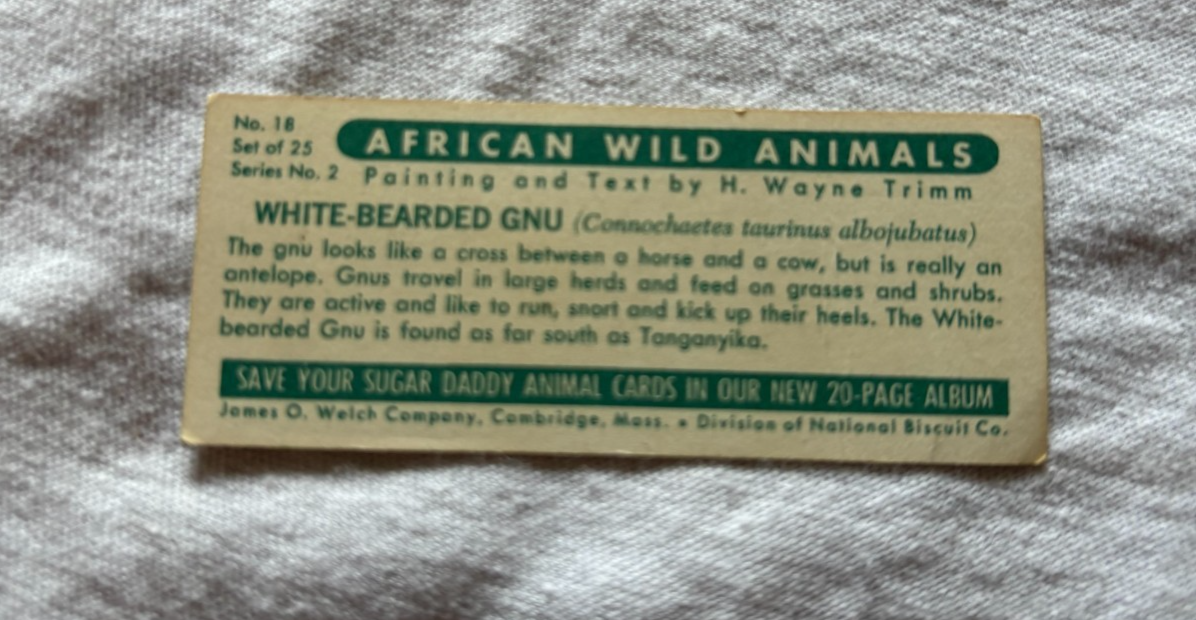 No. 18
Set of 25
Series No. 2
AFRICAN WILD ANIMALS
Painting and Text by H. Wayne Trimm
WHITE-BEARDED GNU (Connochaetes taurinus albojubatus)
The gnu looks like a cross between a horse and a cow, but is really an
antelope. Gnus travel in large herds and feed on grasses and shrubs.
They are active and like to run, snort and kick up their heels. The White-
bearded Gnu is found as far south as Tanganyika.
SAVE YOUR SUGAR DADDY ANIMAL CARDS IN OUR NEW 20-PAGE ALBUM
James O. Welch Company, Cambridge, Mass. • Division of National Biscuit Co.